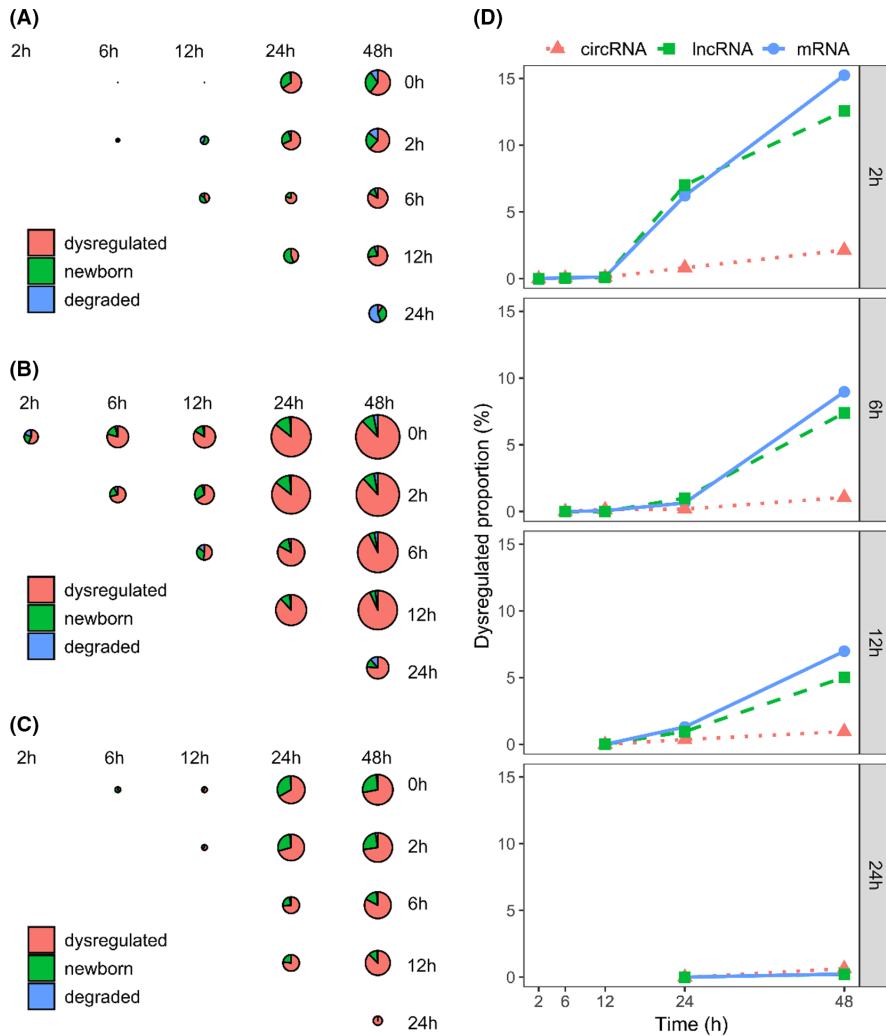 (A)
2h 6h 12h 24h 48h
0h
2h
6h
12h
24h
dysregulated
newborn
degraded
(B)
2h 6h 12h 24h 48h
0h
2h
6h
12h
24h
dysregulated
newborn
degraded
(C)
2h 6h 12h 24h 48h
0h
2h
6h
12h
24h
dysregulated
newborn
degraded
(D)
circRNA lncRNA mRNA
Dysregulated proportion (%)
15
10
5
0
2h
15
10
5
0
6h
15
10
5
0
12h
15
10
5
0
24h
2 6 12 24 48
Time (h)